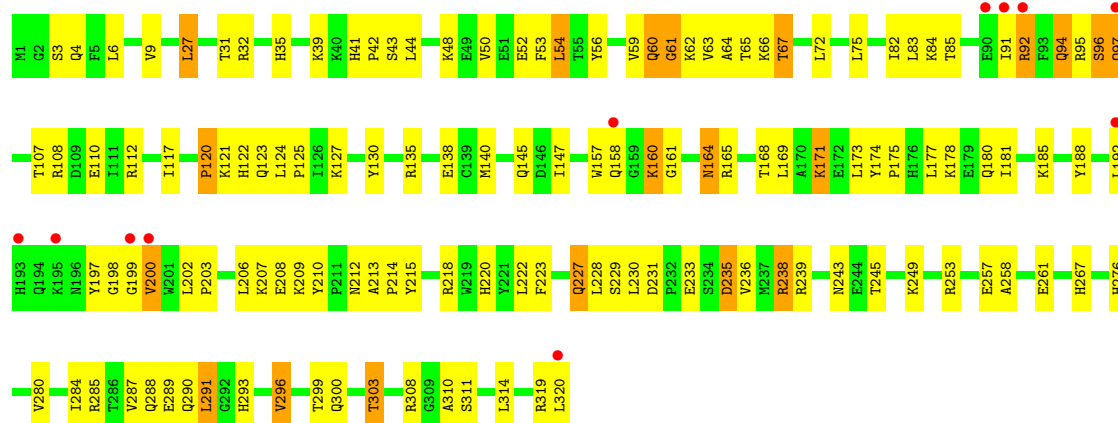 M1 G2 S3 Q4 F5 L6 V9 L27 T31 R32 H35 K39 K40 H41 P42 S43 L44 K48 E49 V50 E51 E52 F53 L54 T55 Y56 V59 Q60 G61 K62 V63 A64 T65 K66 T67 L72 L75 I82 L83 K84 T85 E90 I91 R92 F93 Q94 R95 S96 Q97
T107 R108 D109 E110 I111 R112 I117 P120 K121 H122 Q123 L124 P125 I126 K127 Y130 R135 E138 C139 M140 Q145 D146 I147 W157 Q158 G159 K160 G161 N164 R165 T168 L169 A170 K171 E172 L173 Y174 P175 H176 L177 K178 E179 Q180 I181 K185 Y188 L192
H193 Q194 K195 N196 Y197 G198 G199 V200 W201 L202 P203 L206 K207 E208 K209 Y210 P211 N212 A213 P214 Y215 R218 W219 H220 Y221 L222 F223 Q227 L228 S229 L230 D231 P232 E233 S234 D235 V236 M237 R238 R239 N243 E244 T245 K249 R253 E257 A258 E261 H267 H276
V280 I284 R285 T286 V287 Q288 E289 Q290 L291 G292 H293 V296 T299 Q300 T303 R308 G309 A310 S311 L314 R319 L320